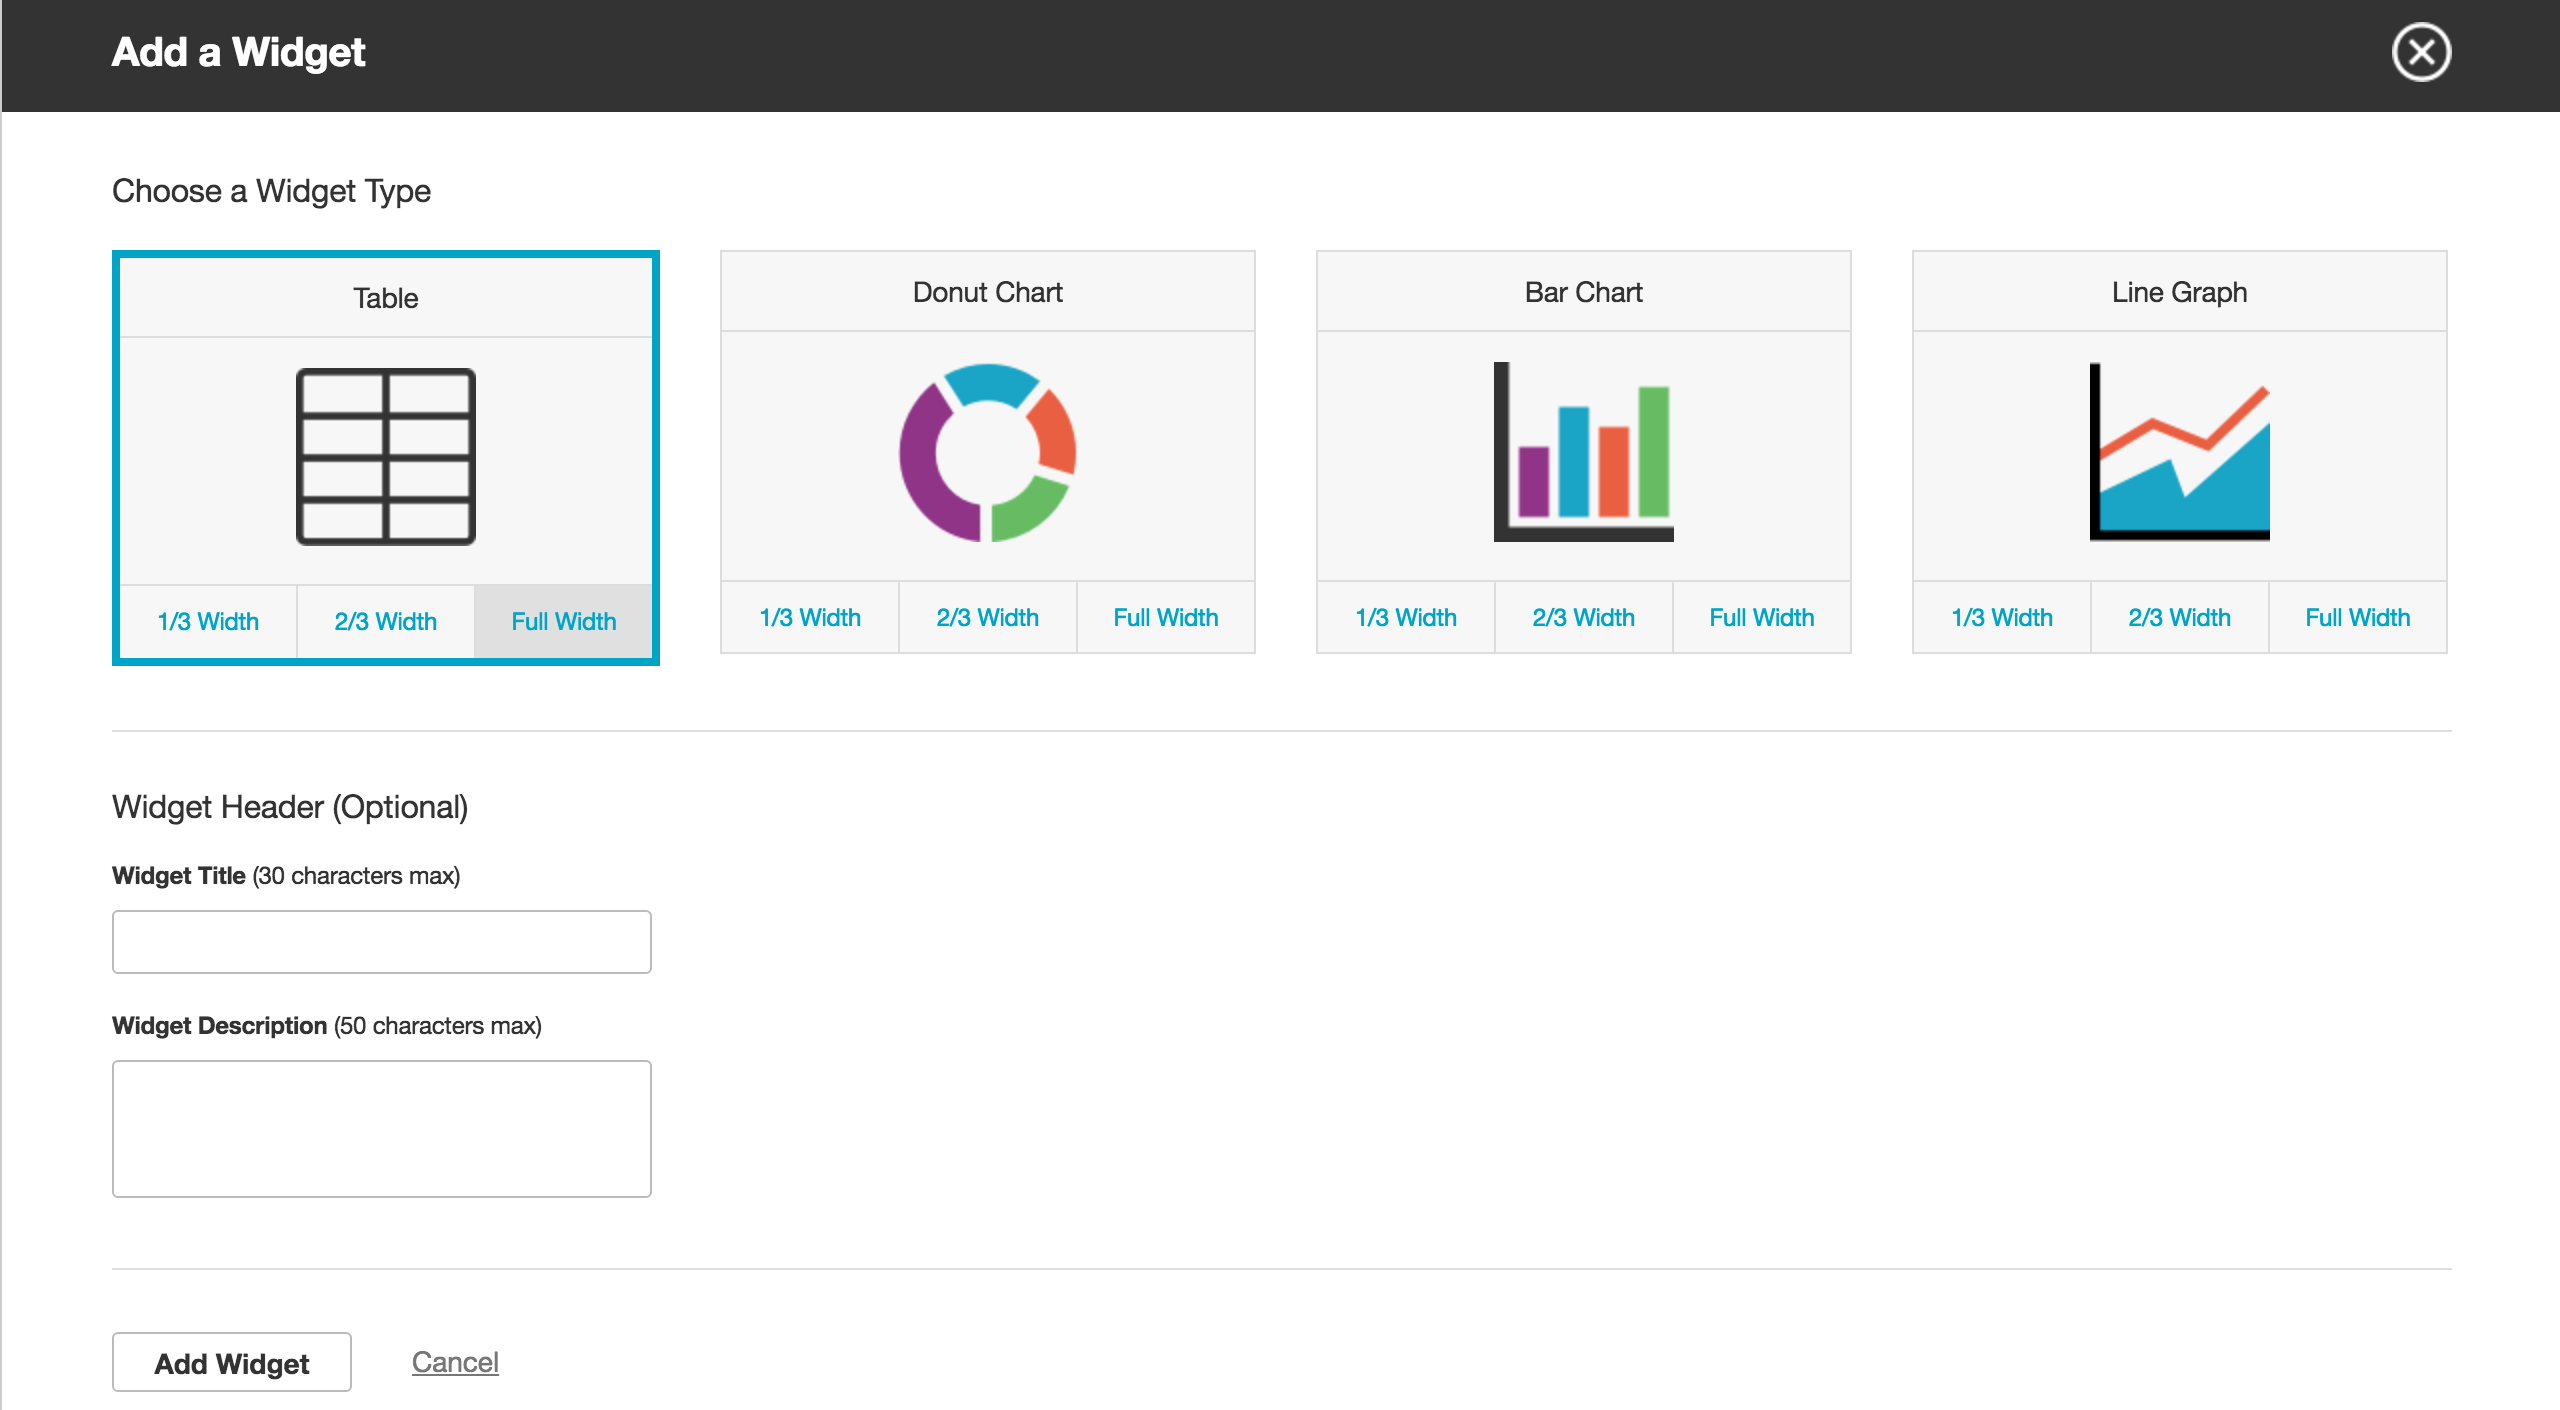 Add a Widget
Choose a Widget Type
Table
1/3 Width
2/3 Width
Full Width
Donut Chart
1/3 Width
2/3 Width
Full Width
Bar Chart
1/3 Width
2/3 Width
Full Width
Line Graph
1/3 Width
2/3 Width
Full Width
Widget Header (Optional)
Widget Title (30 characters max)
Widget Description (50 characters max)
Add Widget
Cancel